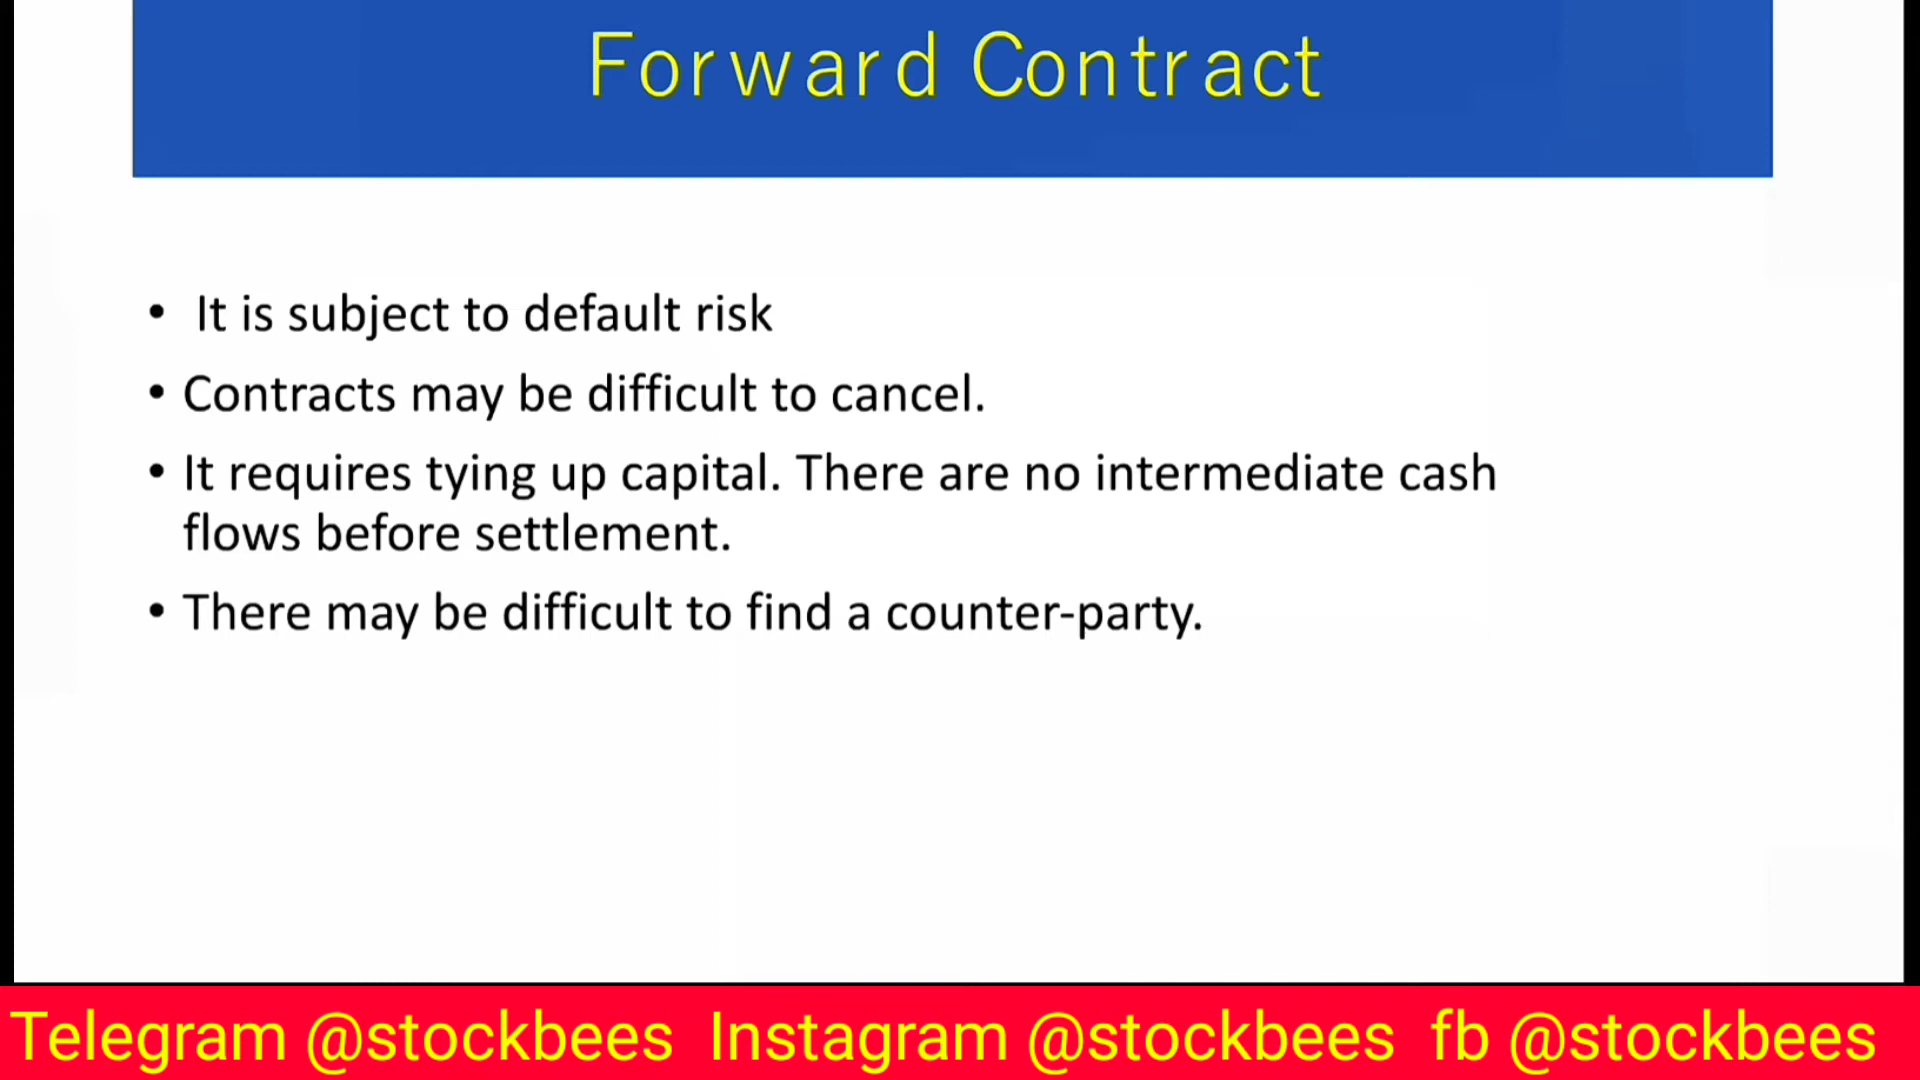 Forward Contract
• It is subject to default risk
• Contracts may be difficult to cancel.
• It requires tying up capital. There are no intermediate cash
flows before settlement.
• There may be difficult to find a counter-party.
Telegram @stockbees Instagram @stockbees fb @stockbees